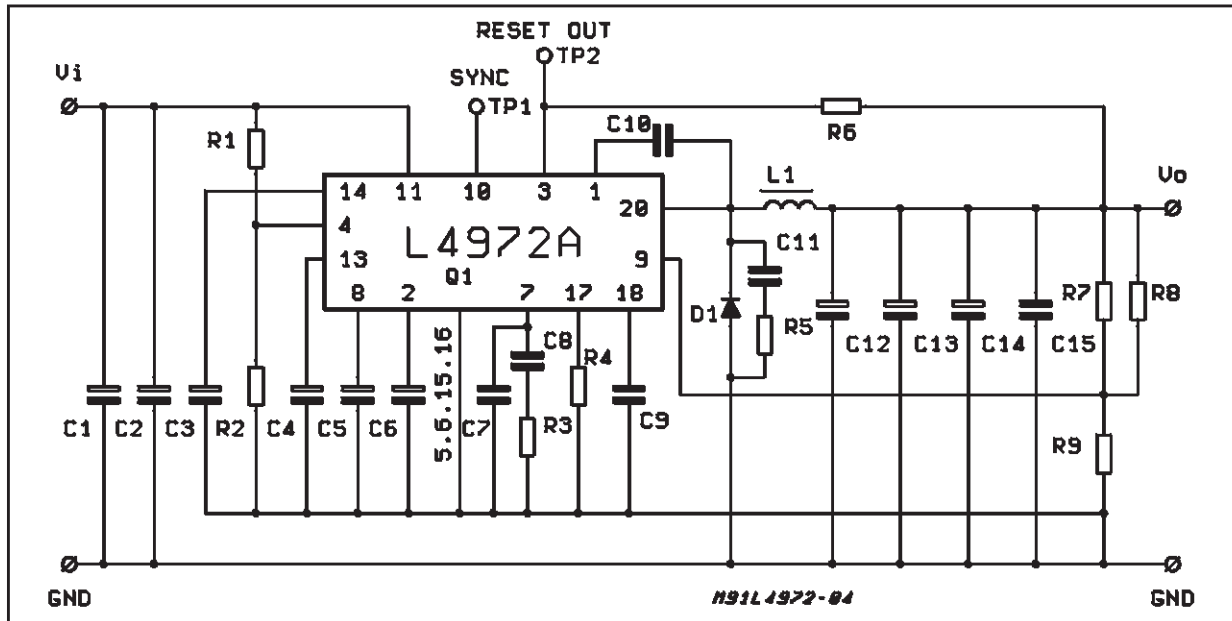 RESET OUT
TP2
Vi
SYNC
TP1
C10
R6
R1
L1
Vo
14
11
10
3
1
20
4
L4972A
C11
13
Q1
9
8
2
7
17
18
D1
R5
R7
R8
C8
R4
C12
C13
C14
C15
5.6.15.16
C1
C2
C3
R2
C4
C5
C6
C7
R3
C9
R9
GND
M91L4972-04
GND